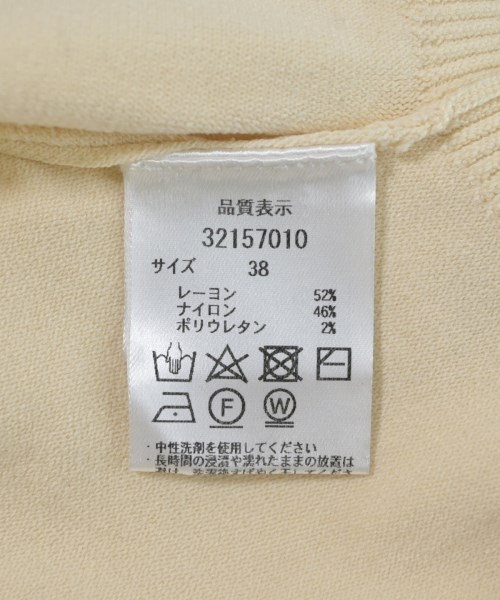 品質表示
32157010
サイズ 38
レーヨン 52%
ナイロン 46%
ポリウレタン 2%
F W
・中性洗剤を使用してください
・長時間の浸漬や濡れたままの放置は